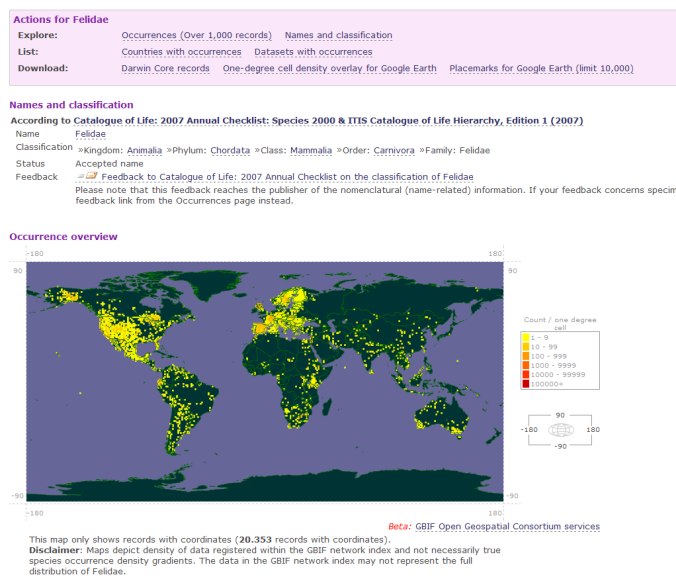 Actions for Felidae
Explore: Occurrences (Over 1,000 records) Names and classification
List: Countries with occurrences Datasets with occurrences
Download: Darwin Core records One-degree cell density overlay for Google Earth Placemarks for Google Earth (limit 10,000)
Names and classification
According to Catalogue of Life: 2007 Annual Checklist: Species 2000 & ITIS Catalogue of Life Hierarchy, Edition 1 (2007)
Name Felidae
Classification »Kingdom: Animalia »Phylum: Chordata »Class: Mammalia »Order: Carnivora »Family: Felidae
Status Accepted name
Feedback Feedback to Catalogue of Life: 2007 Annual Checklist on the classification of Felidae
Please note that this feedback reaches the publisher of the nomenclatural (name-related) information. If your feedback concerns specim
feedback link from the Occurrences page instead.
Occurrence overview
-180 180
90 90
Count / one degree
cell
1 - 9
10 - 99
100 - 999
1000 - 9999
10000 - 99999
100000+
90
-180 180
-90
-90 -90
-180 180
Beta: GBIF Open Geospatial Consortium services
This map only shows records with coordinates (20.353 records with coordinates).
Disclaimer: Maps depict density of data registered within the GBIF network index and not necessarily true
species occurrence density gradients. The data in the GBIF network index may not represent the full
distribution of Felidae.